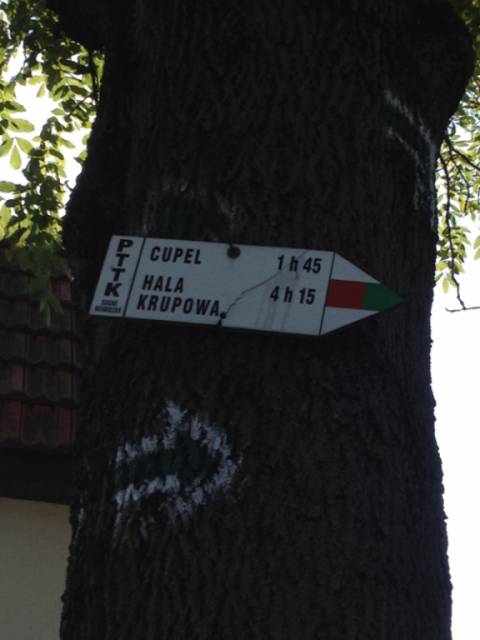 PTTK
CUPEL 1 h 45
HALA
KRUPOWA 4 h 15